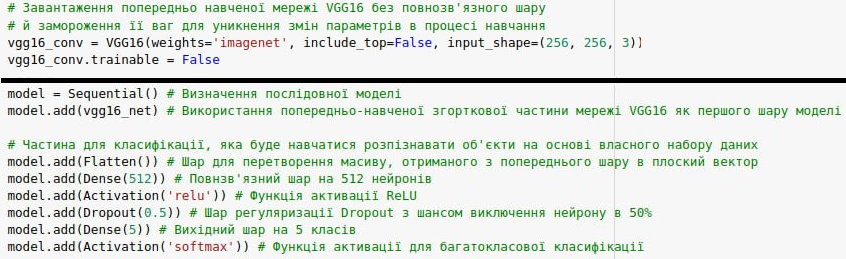 # Завантаження попередньо навченої мережі VGG16 без повнозв'язного шару
# й замороження її ваг для уникнення змін параметрів в процесі навчання
vgg16_conv = VGG16(weights='imagenet', include_top=False, input_shape=(256, 256, 3))
vgg16_conv.trainable = False
model = Sequential() # Визначення послідовної моделі
model.add(vgg16_net) # Використання попередньо-навченої згорткової частини мережі VGG16 як першого шару моделі
# Частина для класифікації, яка буде навчатися розпізнавати об'єкти на основі власного набору даних
model.add(Flatten()) # Шар для перетворення масиву, отриманого з попереднього шару в плоский вектор
model.add(Dense(512)) # Повнзв'язний шар на 512 нейронів
model.add(Activation('relu')) # Функція активації ReLU
model.add(Dropout(0.5)) # Шар регуляризації Dropout з шансом виключення нейрону в 50%
model.add(Dense(5)) # Вихідний шар на 5 класів
model.add(Activation('softmax')) # Функція активації для багатокласової класифікації